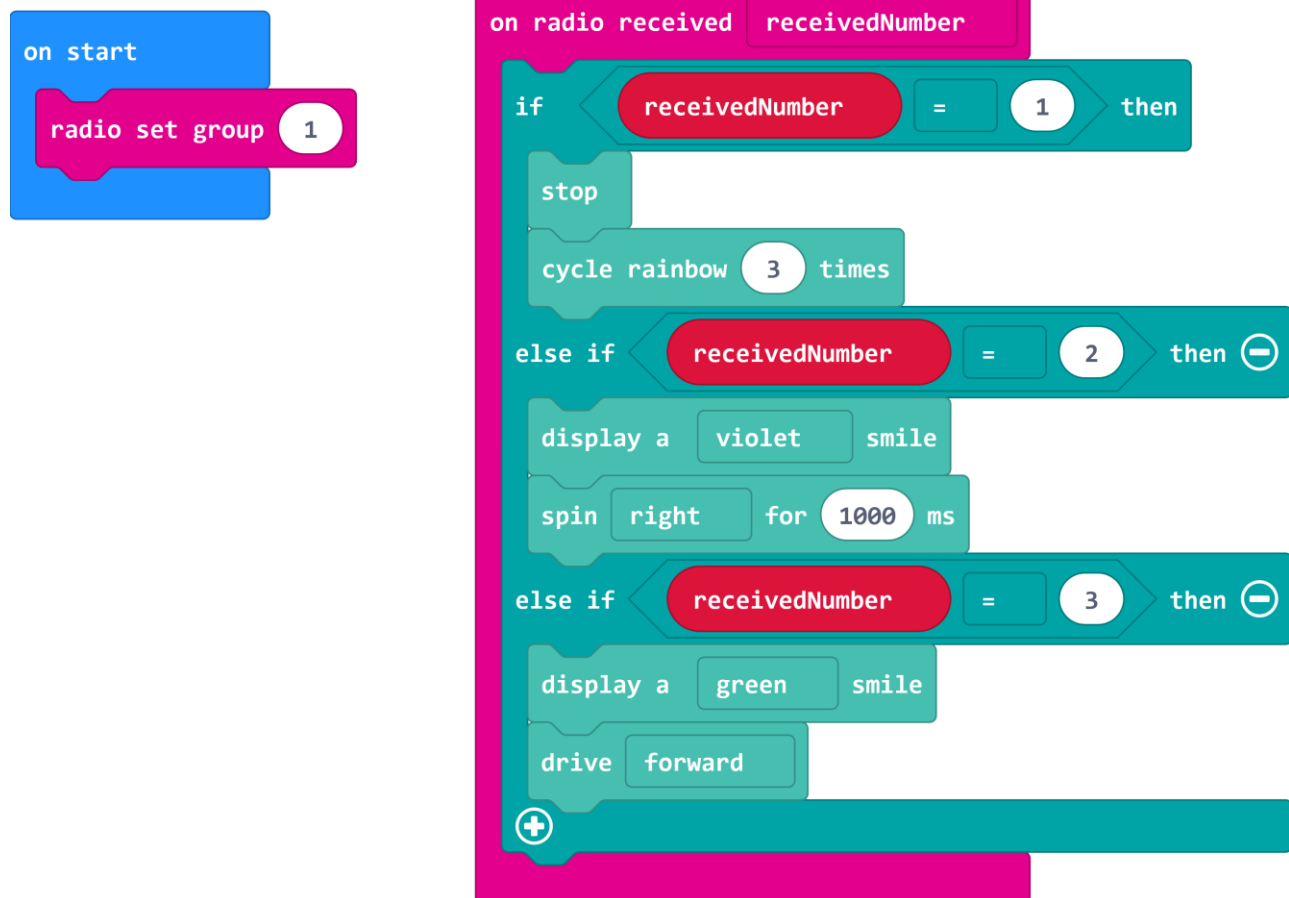 on start
radio set group 1
on radio received receivedNumber
if receivedNumber = 1 then
stop
cycle rainbow 3 times
else if receivedNumber = 2 then
display a violet smile
spin right for 1000 ms
else if receivedNumber = 3 then
display a green smile
drive forward